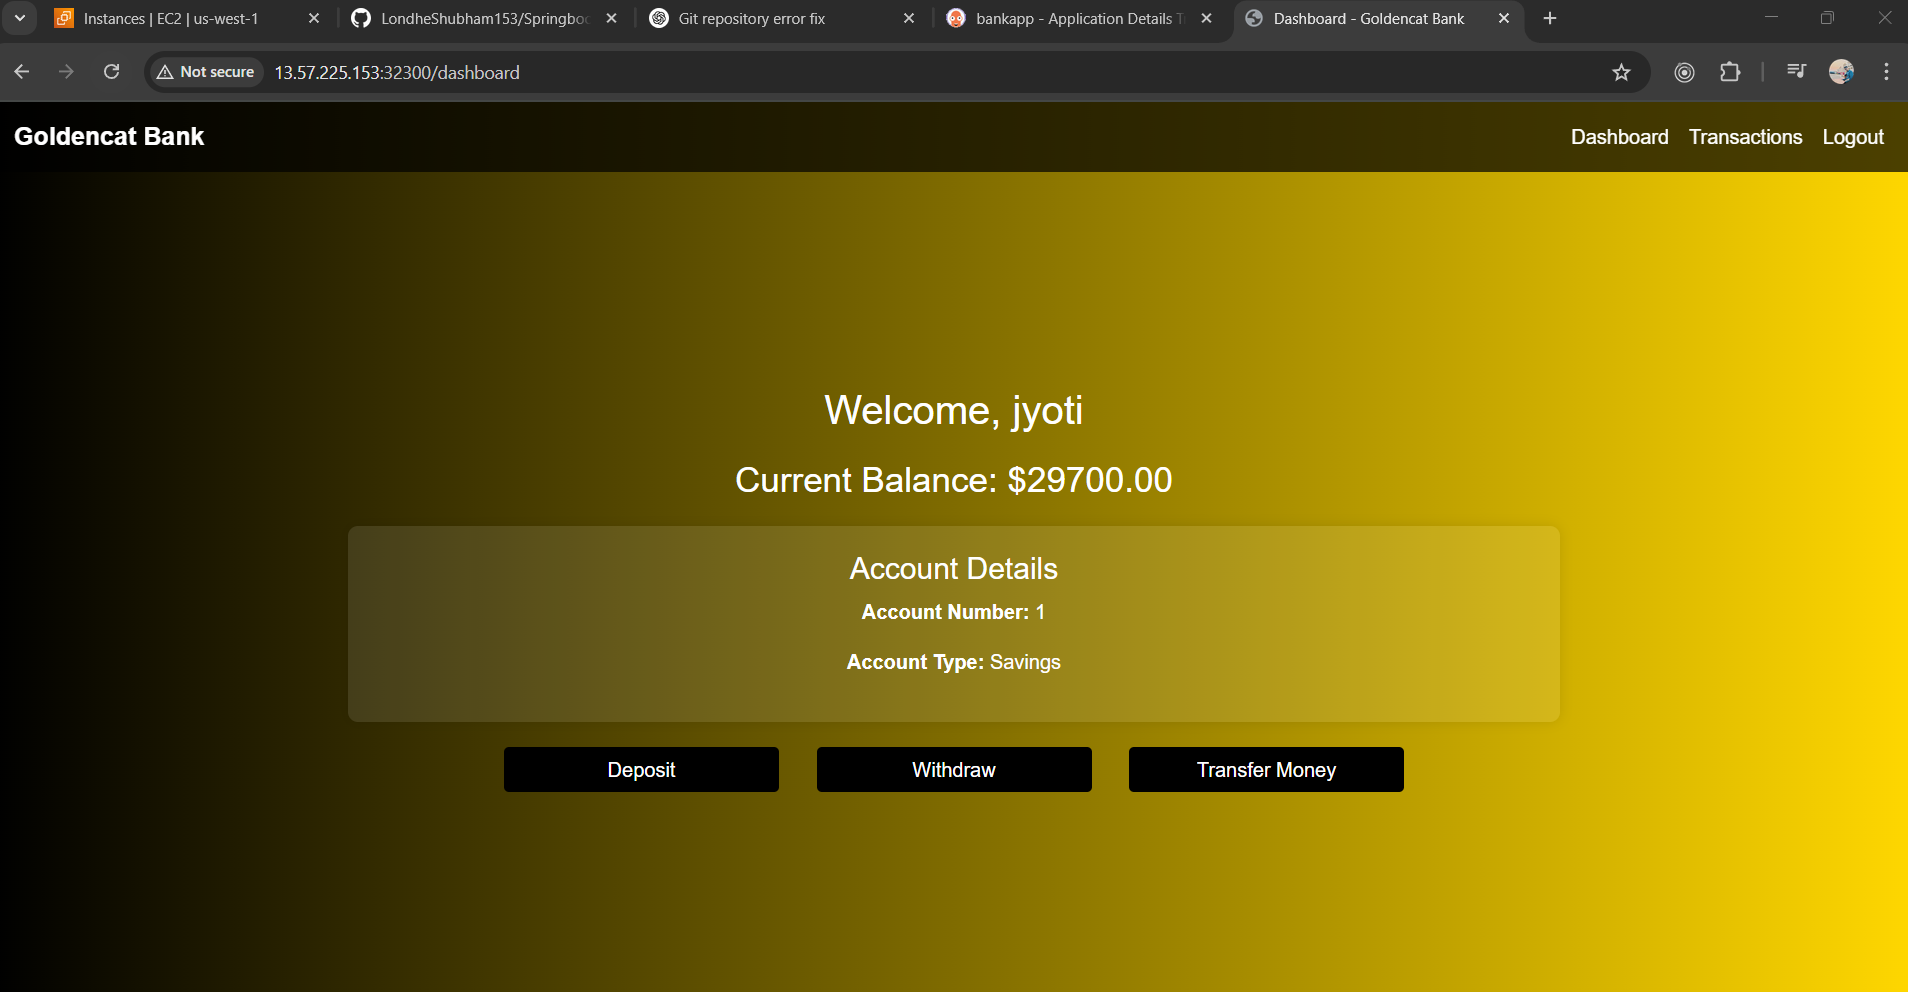 Instances | EC2 | us-west-1
LondheShubham153/Springboo
Git repository error fix
bankapp - Application Details T
Dashboard - Goldencat Bank
Not secure
13.57.225.153:32300/dashboard
Goldencat Bank
Dashboard
Transactions
Logout
Welcome, jyoti
Current Balance: $29700.00
Account Details
Account Number: 1
Account Type: Savings
Deposit
Withdraw
Transfer Money